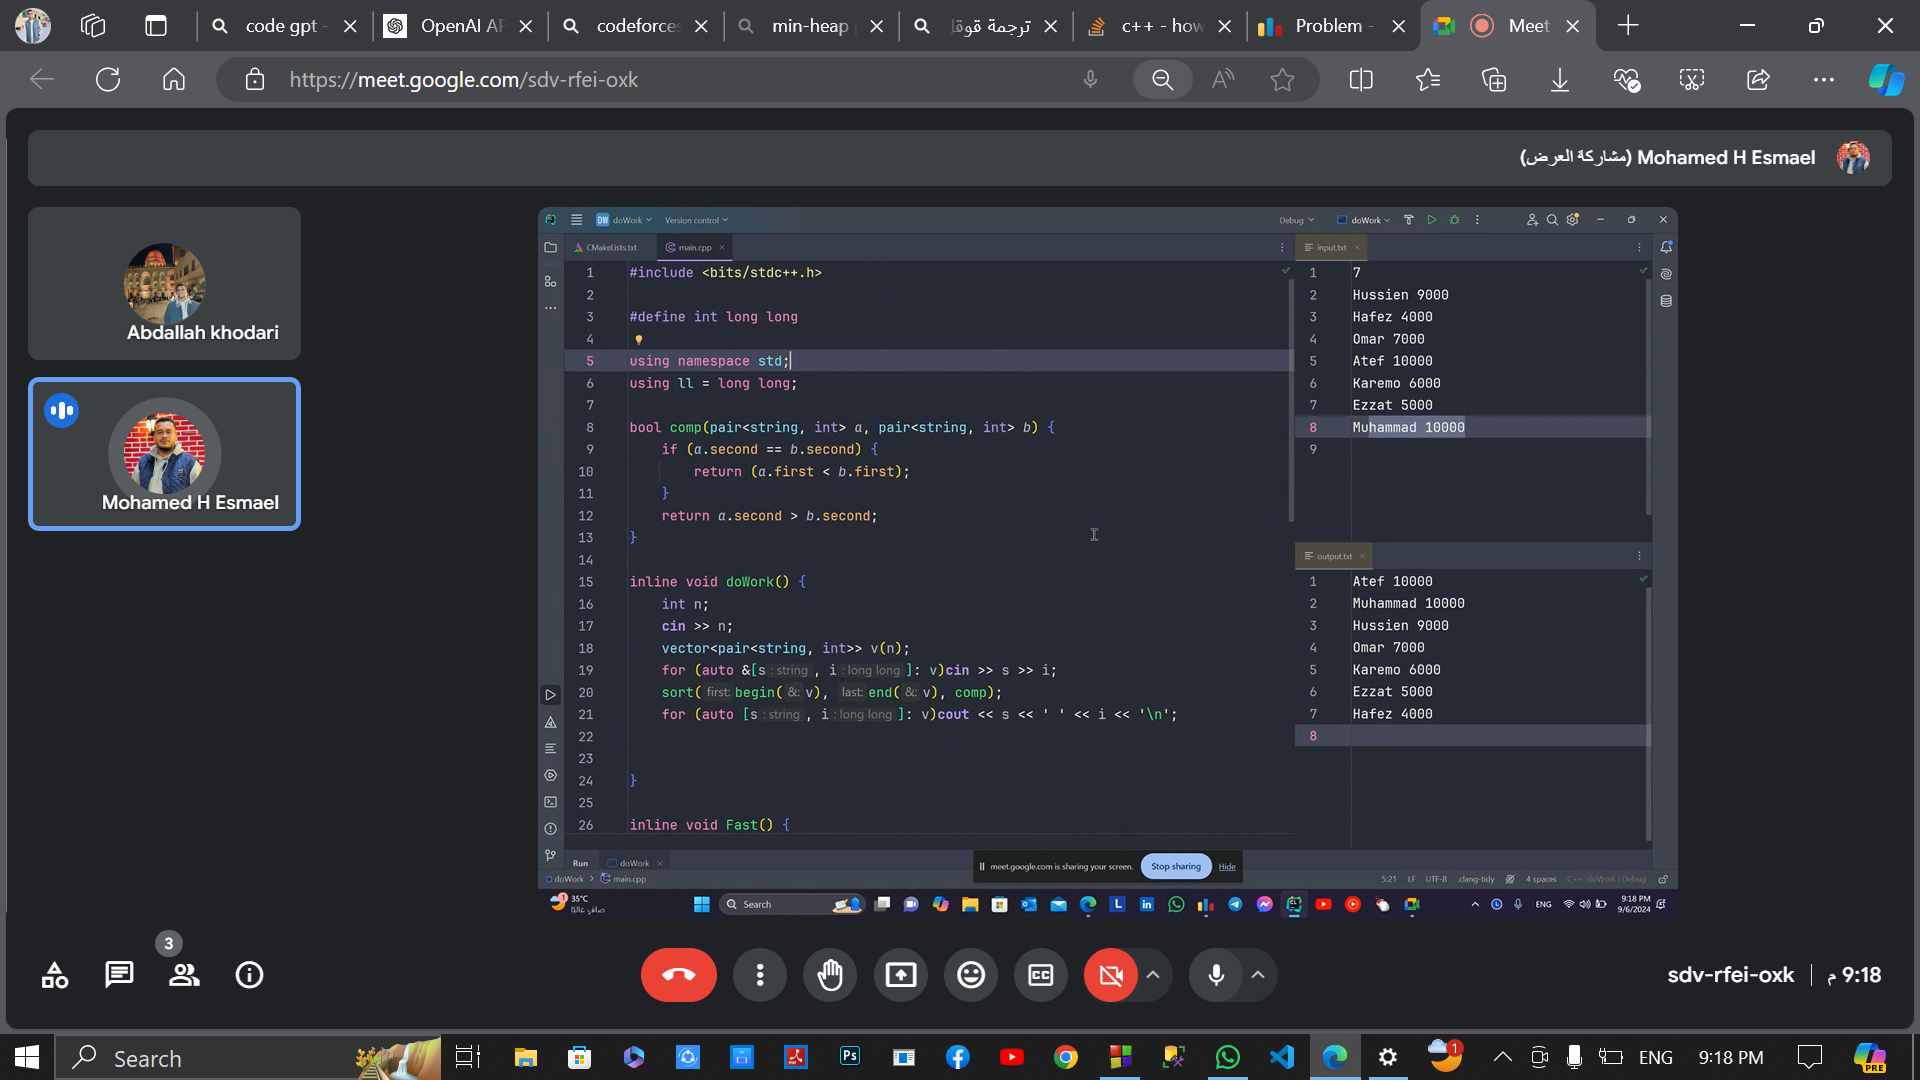 code gpt -
OpenAI AP
codeforces
min-heap
ترجمة قوقل
c++ - how
Problem -
Meet
https://meet.google.com/sdv-rfei-oxk
Mohamed H Esmael (مشاركة العرض)
Abdallah khodari
Mohamed H Esmael
DW doWork
Version control
Debug
doWork
CMakeLists.txt
main.cpp
1 #include <bits/stdc++.h>
2
3 #define int long long
4
5 using namespace std;
6 using ll = long long;
7
8 bool comp(pair<string, int> a, pair<string, int> b) {
9 if (a.second == b.second) {
10 return (a.first < b.first);
11 }
12 return a.second > b.second;
13 }
14
15 inline void doWork() {
16 int n;
17 cin >> n;
18 vector<pair<string, int>> v(n);
19 for (auto &[s : string , i : long long ]: v)cin >> s >> i;
20 sort( first: begin( &: v), last: end( &: v), comp);
21 for (auto [s : string , i : long long ]: v)cout << s << ' ' << i << '\n';
22
23
24 }
25
26 inline void Fast() {
input.txt
1 7
2 Hussien 9000
3 Hafez 4000
4 Omar 7000
5 Atef 10000
6 Karemo 6000
7 Ezzat 5000
8 Muhammad 10000
9
output.txt
1 Atef 10000
2 Muhammad 10000
3 Hussien 9000
4 Omar 7000
5 Karemo 6000
6 Ezzat 5000
7 Hafez 4000
8
Run doWork
meet.google.com is sharing your screen. Stop sharing Hide
doWork > main.cpp
5:21 LF UTF-8 .clang-tidy 4 spaces C++: doWork | Debug
35°C
صافي غالبًا
Search
ENG
9:18 PM
9/6/2024
3
CC
sdv-rfei-oxk | 9:18 م
Search
Ps
1
ENG
9:18 PM
PRE